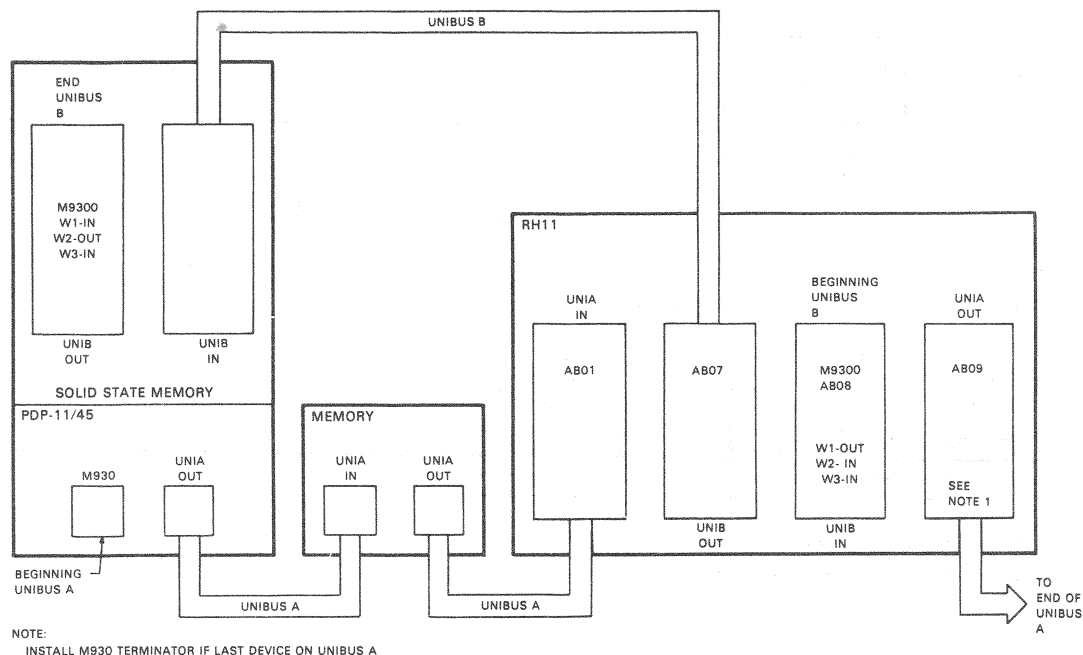 UNIBUS B
END
UNIBUS
B
M9300
W1-IN
W2-OUT
W3-IN
UNIB
OUT
UNIB
IN
SOLID STATE MEMORY
PDP-11/45
M930
UNIA
OUT
BEGINNING
UNIBUS A
MEMORY
UNIA
IN
UNIA
OUT
UNIBUS A
UNIBUS A
RH11
UNIA
IN
AB01
AB07
UNIB
OUT
BEGINNING
UNIBUS
B
M9300
AB08
W1-OUT
W2- IN
W3-IN
UNIB
IN
UNIA
OUT
AB09
SEE
NOTE 1
TO
END OF
UNIBUS
A
NOTE:
INSTALL M930 TERMINATOR IF LAST DEVICE ON UNIBUS A